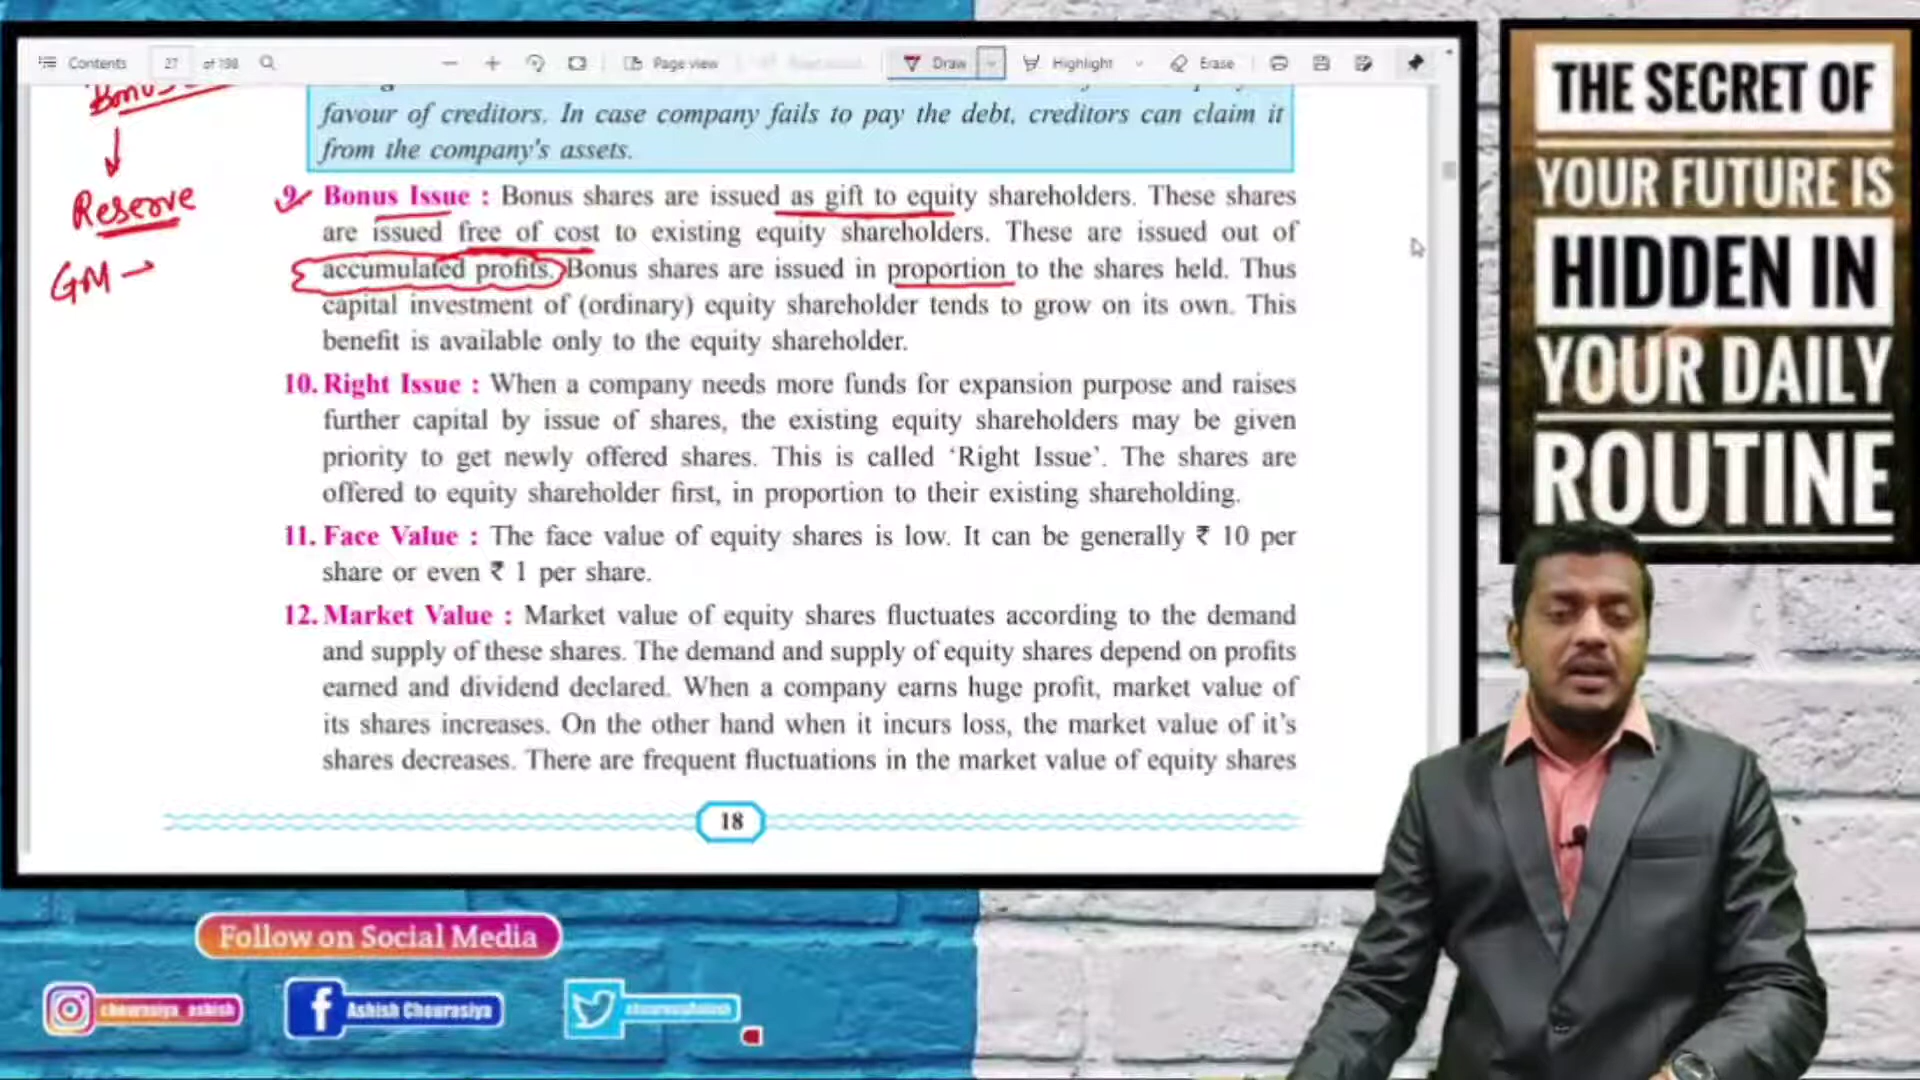 Contents 27 of 198 Page view Draw Highlight Erase
Bonus
Reserve
GM
favour of creditors. In case company fails to pay the debt, creditors can claim it
from the company's assets.
9. Bonus Issue : Bonus shares are issued as gift to equity shareholders. These shares
are issued free of cost to existing equity shareholders. These are issued out of
accumulated profits. Bonus shares are issued in proportion to the shares held. Thus
capital investment of (ordinary) equity shareholder tends to grow on its own. This
benefit is available only to the equity shareholder.
10. Right Issue : When a company needs more funds for expansion purpose and raises
further capital by issue of shares, the existing equity shareholders may be given
priority to get newly offered shares. This is called ‘Right Issue’. The shares are
offered to equity shareholder first, in proportion to their existing shareholding.
11. Face Value : The face value of equity shares is low. It can be generally ₹ 10 per
share or even ₹ 1 per share.
12. Market Value : Market value of equity shares fluctuates according to the demand
and supply of these shares. The demand and supply of equity shares depend on profits
earned and dividend declared. When a company earns huge profit, market value of
its shares increases. On the other hand when it incurs loss, the market value of it’s
shares decreases. There are frequent fluctuations in the market value of equity shares
18
THE SECRET OF
YOUR FUTURE IS
HIDDEN IN
YOUR DAILY
ROUTINE
Follow on Social Media
chourasiya_ashish
Ashish Chourasiya